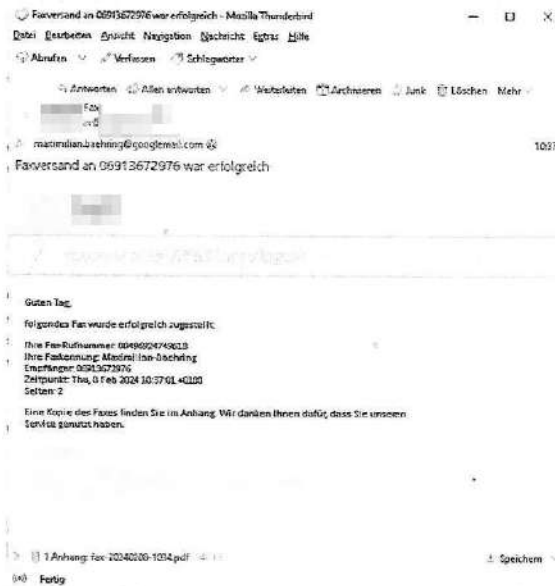 Faxversand an 06913672976 war erfolgreich - Mozilla Thunderbird
Datei Bearbeiten Ansicht Navigation Nachricht Extras Hilfe
Abrufen Verfassen Schlagwörter
Antworten Allen antworten Weiterleiten Archivieren Junk Löschen Mehr
Fax
maximilian.baehring@googlemail.com
Faxversand an 06913672976 war erfolgreich
Guten Tag,
folgendes Fax wurde erfolgreich zugestellt:
Ihre Fax-Rufnummer:
Ihre Faxkennung: Maximilian-Baehring
Empfänger: 06913672976
Zeitpunkt: Thu, 8 Feb 2024 10:37:01 +0100
Seiten: 2
Eine Kopie des Faxes finden Sie im Anhang. Wir danken Ihnen dafür, dass Sie unseren
Service genutzt haben.
1 Anhang: fax-20240208-1034.pdf
Speichern
Fertig